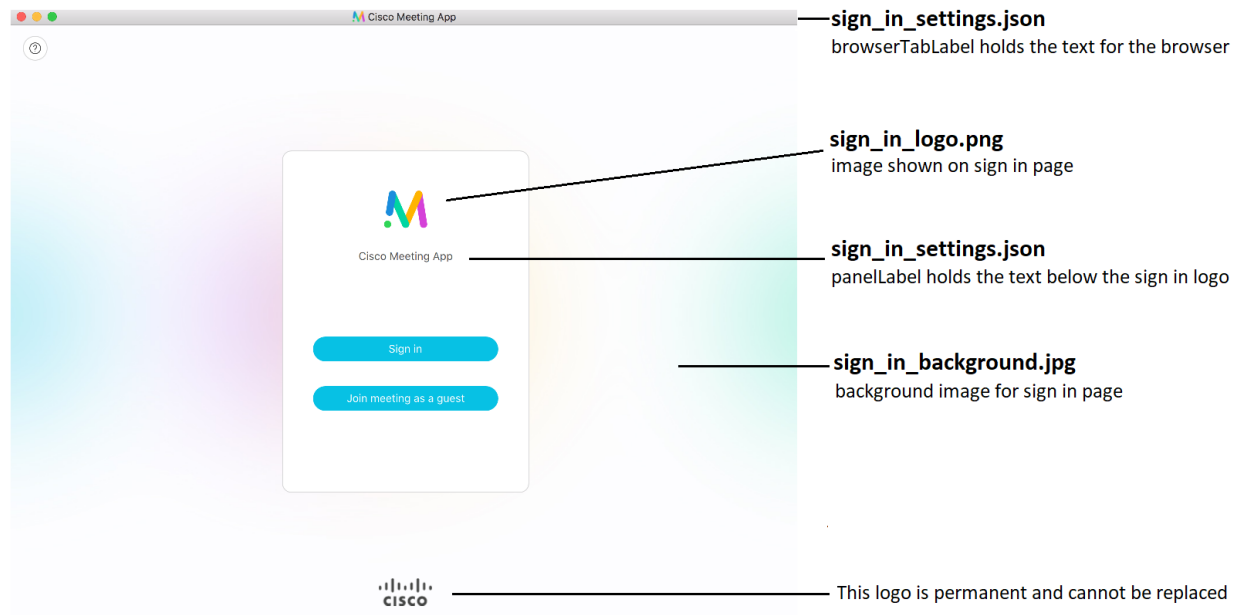 Cisco Meeting App
sign_in_settings.json
browserTabLabel holds the text for the browser
?
sign_in_logo.png
image shown on sign in page
Cisco Meeting App
sign_in_settings.json
panelLabel holds the text below the sign in logo
Sign in
sign_in_background.jpg
background image for sign in page
Join meeting as a guest
CISCO
This logo is permanent and cannot be replaced